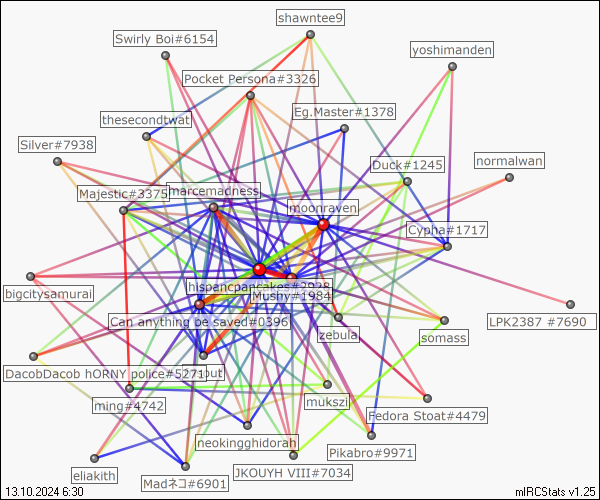 shawntee9
Swirly Boi#6154
yoshimanden
Pocket Persona#3326
Eg.Master#1378
thesecondtwat
Silver#7938
Duck#1245
normalwan
Majestic#3375
marcemadness
moonraven
Cypha#1717
hispancpancakes#2928
Mushy#1984
bigcitysamurai
Can anything be saved#0396
LPK2387 #7690
zebula
somass
DacobDacob hORNY police#5271
ming#4742
mukszi
Fedora Stoat#4479
neokingghidorah
Pikabro#9971
eliakith
Madネコ#6901
JKOUYH VIII#7034
13.10.2024 6:30
mIRCStats v1.25